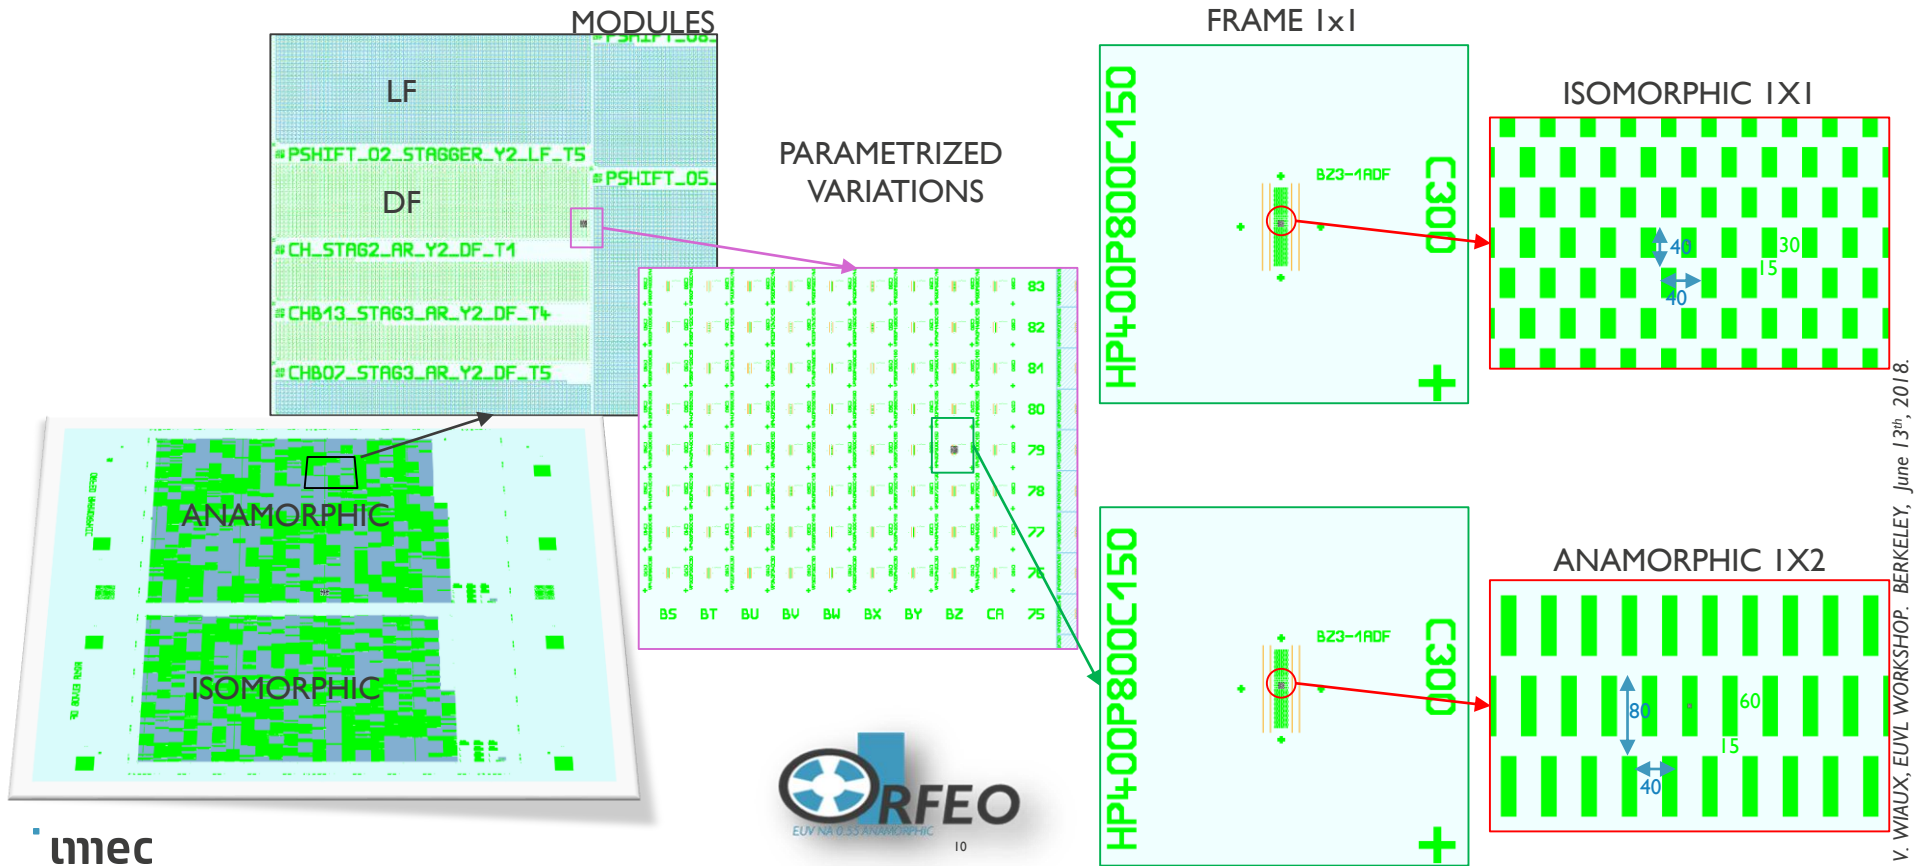 MODULES
LF
PSHIFT_02_STAGGER_Y2_LF_T5
PSHIFT_05_
DF
CH_STAG2_AR_Y2_DF_T1
CHB13_STAG3_AR_Y2_DF_T4
CHB07_STAG3_AR_Y2_DF_T5
PARAMETRIZED
VARIATIONS
83
82
81
80
79
78
77
76
BS BT BU BV BW BX BY BZ CA 75
ANAMORPHIC
ISOMORPHIC
FRAME 1x1
HP400P800C150
BZ3-1ADF
C300
ISOMORPHIC 1X1
40
30
15
40
HP400P800C150
BZ3-1ADF
C300
ANAMORPHIC 1X2
80
60
15
40
ORFEO
EUV NA 0.55 ANAMORPHIC
10
imec
V. WIAUX, EUVL WORKSHOP. BERKELEY, June 13th, 2018.